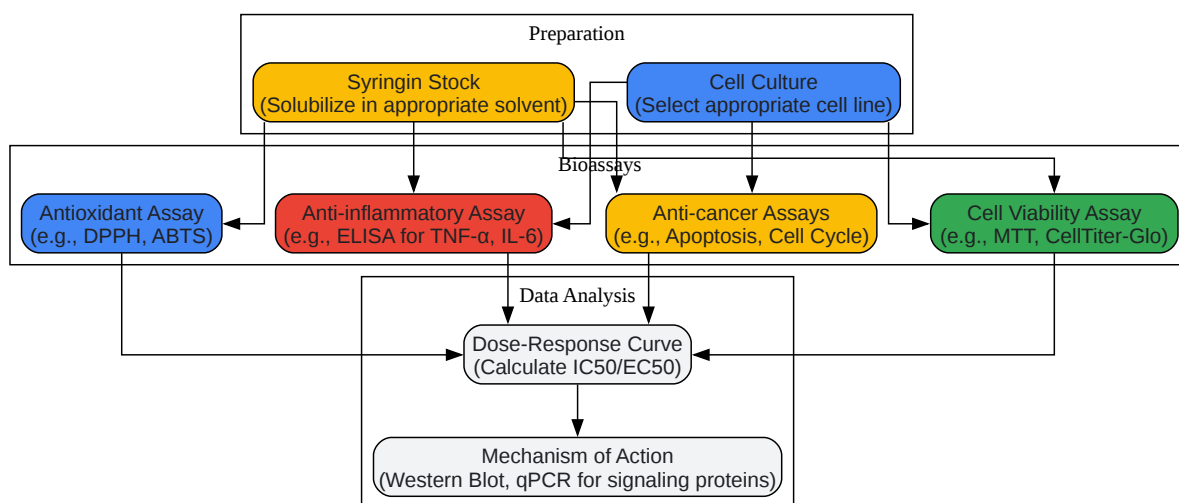 Preparation
Syringin Stock
(Solubilize in appropriate solvent)
Cell Culture
(Select appropriate cell line)
Bioassays
Antioxidant Assay
(e.g., DPPH, ABTS)
Anti-inflammatory Assay
(e.g., ELISA for TNF-α, IL-6)
Anti-cancer Assays
(e.g., Apoptosis, Cell Cycle)
Cell Viability Assay
(e.g., MTT, CellTiter-Glo)
Data Analysis
Dose-Response Curve
(Calculate IC50/EC50)
Mechanism of Action
(Western Blot, qPCR for signaling proteins)